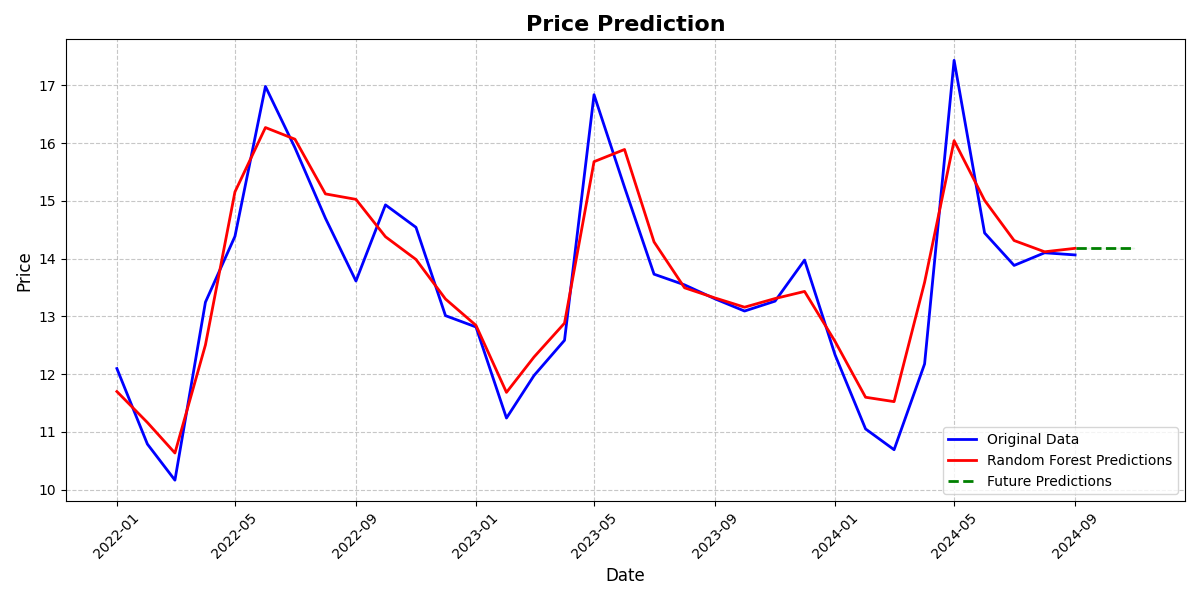 Price Prediction
Price
17
16
15
14
13
12
11
10
Original Data
Random Forest Predictions
Future Predictions
2022-01
2022-05
2022-09
2023-01
2023-05
2023-09
2024-01
2024-05
2024-09
Date